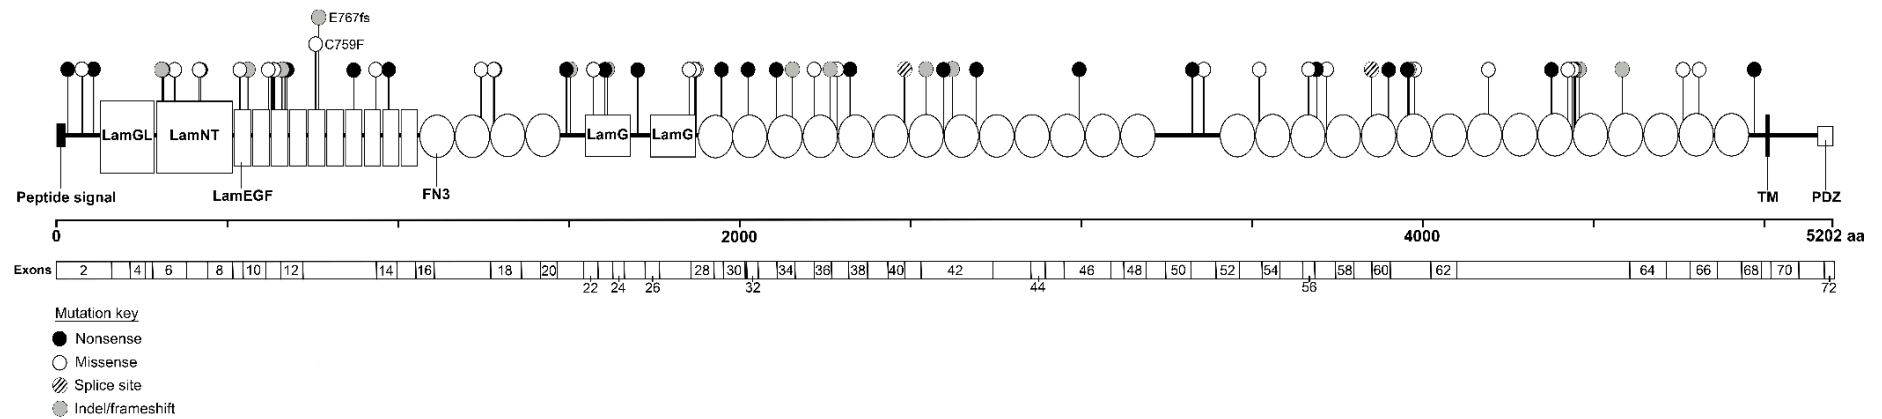 E767fs
C759F
LamGL LamNT LamG LamG
Peptide signal LamEGF FN3 TM PDZ
0 2000 4000 5202 aa
Exons 2 4 6 8 10 12 14 16 18 20 28 30 34 36 38 40 42 46 48 50 52 54 58 60 62 64 66 68 70
22 24 26 32 44 56 72
Mutation key
Nonsense
Missense
Splice site
Indel/frameshift